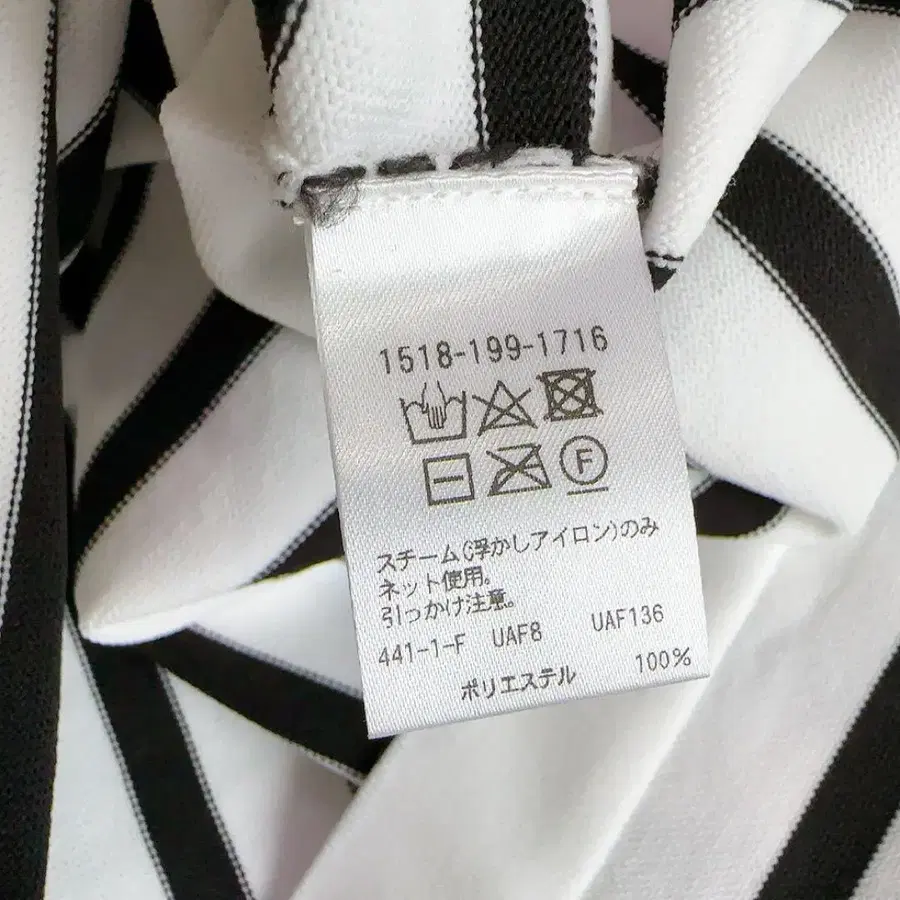 1518-199-1716
F
スチーム(浮かしアイロン)のみ
ネット使用。
引っかけ注意。
441-1-F UAF8 UAF136
ポリエステル 100%